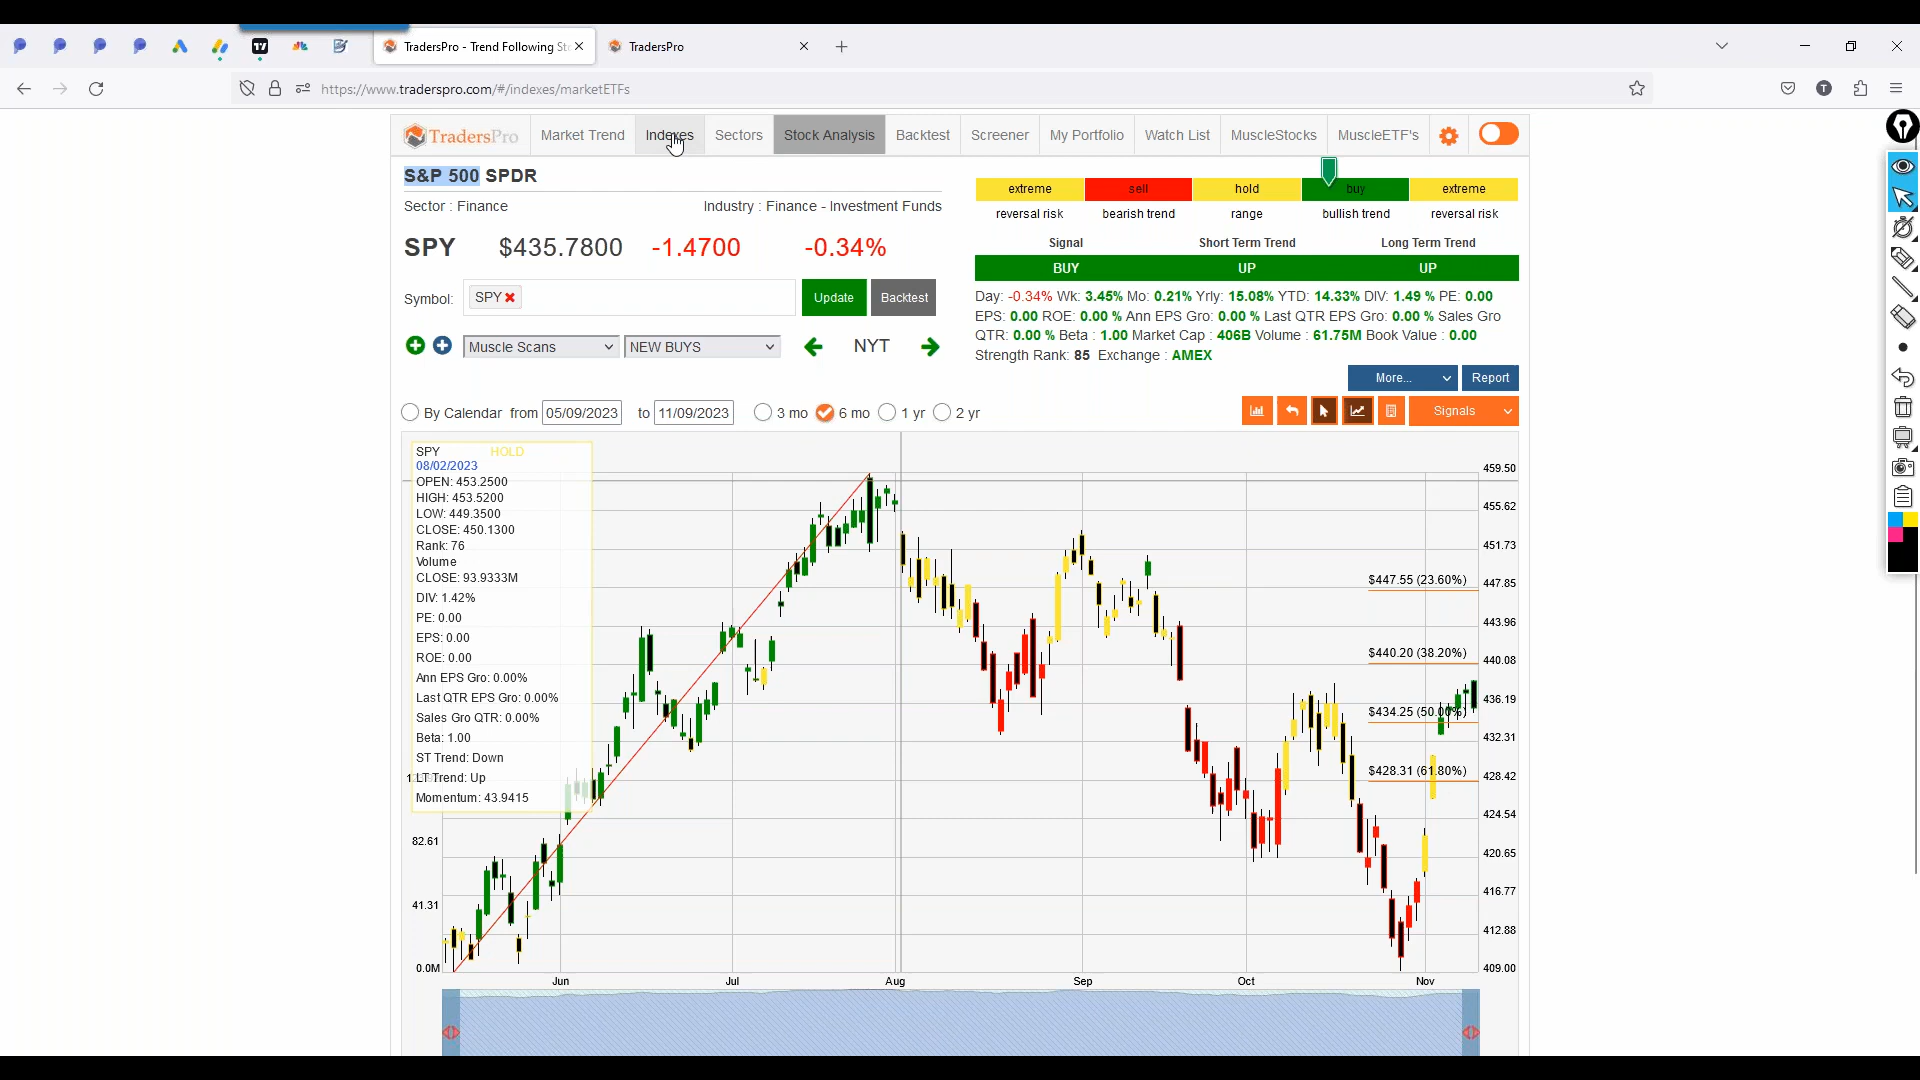 TradersPro - Trend Following St
TradersPro
https://www.traderspro.com/#/indexes/marketETFs
TradersPro Market Trend Indexes Sectors Stock Analysis Backtest Screener My Portfolio Watch List MuscleStocks MuscleETF's
S&P 500 SPDR
Sector : Finance Industry : Finance - Investment Funds
SPY $435.7800 -1.4700 -0.34%
Symbol: SPY Update Backtest
Muscle Scans NEW BUYS NYT
extreme sell hold buy extreme
reversal risk bearish trend range bullish trend reversal risk
Signal Short Term Trend Long Term Trend
BUY UP UP
Day: -0.34% Wk: 3.45% Mo: 0.21% Yrly: 15.08% YTD: 14.33% DIV: 1.49 % PE: 0.00
EPS: 0.00 ROE: 0.00 % Ann EPS Gro: 0.00 % Last QTR EPS Gro: 0.00 % Sales Gro
QTR: 0.00 % Beta : 1.00 Market Cap : 406B Volume : 61.75M Book Value : 0.00
Strength Rank: 85 Exchange : AMEX
More... Report
By Calendar from 05/09/2023 to 11/09/2023 3 mo 6 mo 1 yr 2 yr
Signals
SPY HOLD
08/02/2023
OPEN: 453.2500
HIGH: 453.5200
LOW: 449.3500
CLOSE: 450.1300
Rank: 76
Volume
CLOSE: 93.9333M
DIV: 1.42%
PE: 0.00
EPS: 0.00
ROE: 0.00
Ann EPS Gro: 0.00%
Last QTR EPS Gro: 0.00%
Sales Gro QTR: 0.00%
Beta: 1.00
ST Trend: Down
LT Trend: Up
Momentum: 43.9415
82.61
41.31
0.0M
$447.55 (23.60%)
$440.20 (38.20%)
$434.25 (50.00%)
$428.31 (61.80%)
459.50
455.62
451.73
447.85
443.96
440.08
436.19
432.31
428.42
424.54
420.65
416.77
412.88
409.00
Jun Jul Aug Sep Oct Nov